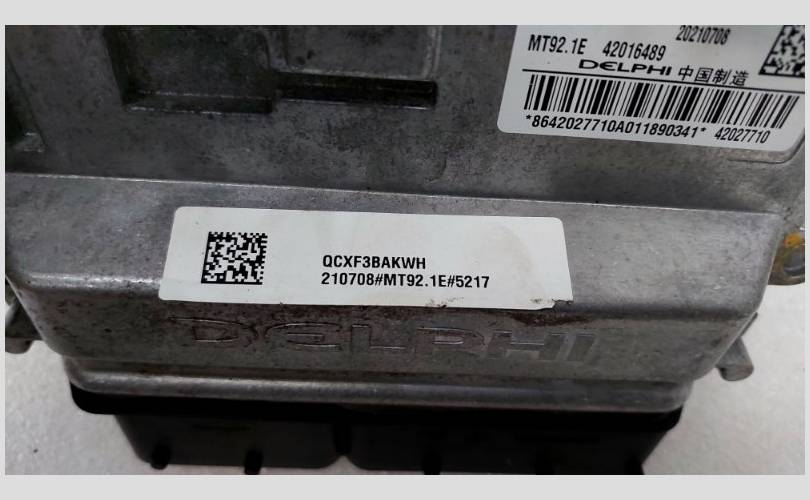 20210708
MT92.1E 42016489
DELPHI 中国制造
*8642027710A011890341* 42027710
QCXF3BAKWH
210708#MT92.1E#5217
DELPHI